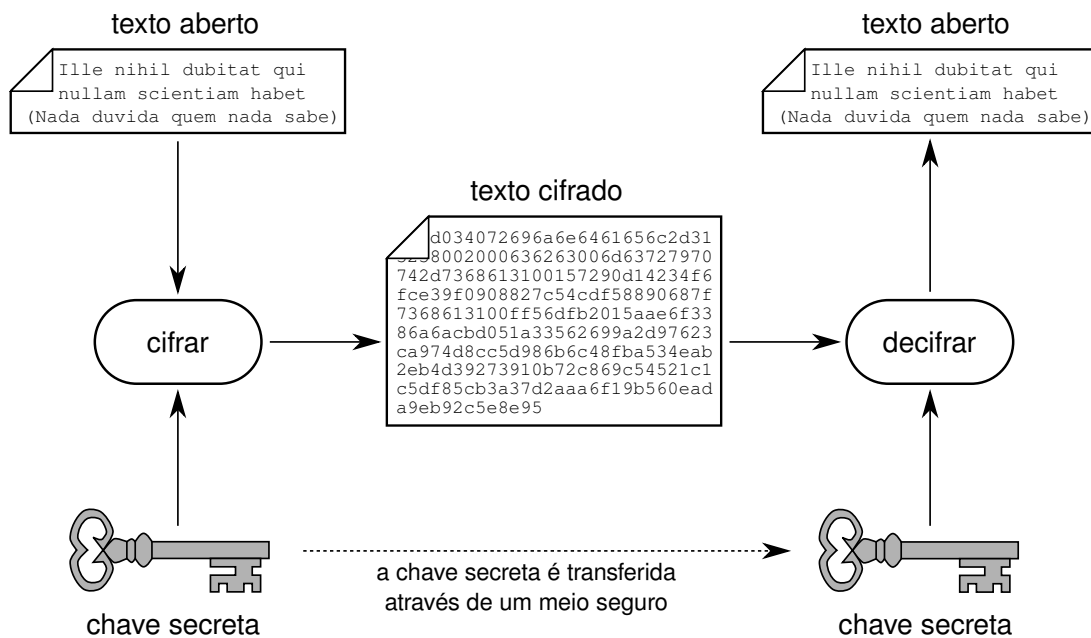 texto aberto
Ille nihil dubitat qui
nullam scientiam habet
(Nada duvida quem nada sabe)
texto aberto
Ille nihil dubitat qui
nullam scientiam habet
(Nada duvida quem nada sabe)
texto cifrado
d034072696a6e6461656c2d31
8002000636263006d63727970
742d7368613100157290d14234f6
fce39f0908827c54cdf58890687f
7368613100ff56dfb2015aae6f33
86a6acbd051a33562699a2d97623
ca974d8cc5d986b6c48fba534eab
2eb4d39273910b72c869c54521c1
c5df85cb3a37d2aaa6f19b560ead
a9eb92c5e8e95
cifrar
decifrar
a chave secreta é transferida
através de um meio seguro
chave secreta
chave secreta